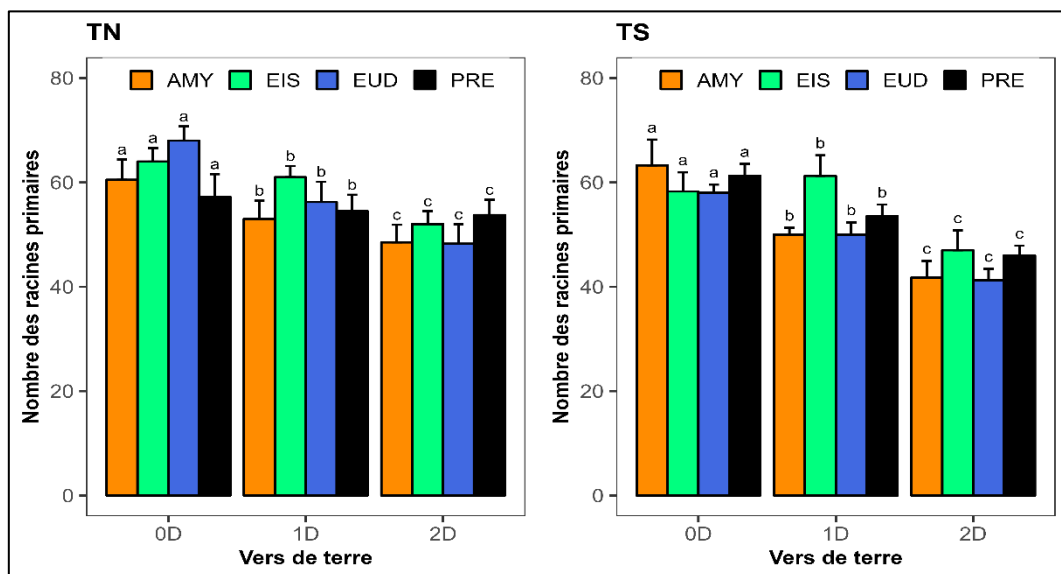 TN
AMY EIS EUD PRE
80
60
40
20
0
Nombre des racines primaires
a a a a
b b b b
c c c c
0D 1D 2D
Vers de terre
TS
AMY EIS EUD PRE
80
60
40
20
0
Nombre des racines primaires
a a a a
b b b b
c c c c
0D 1D 2D
Vers de terre